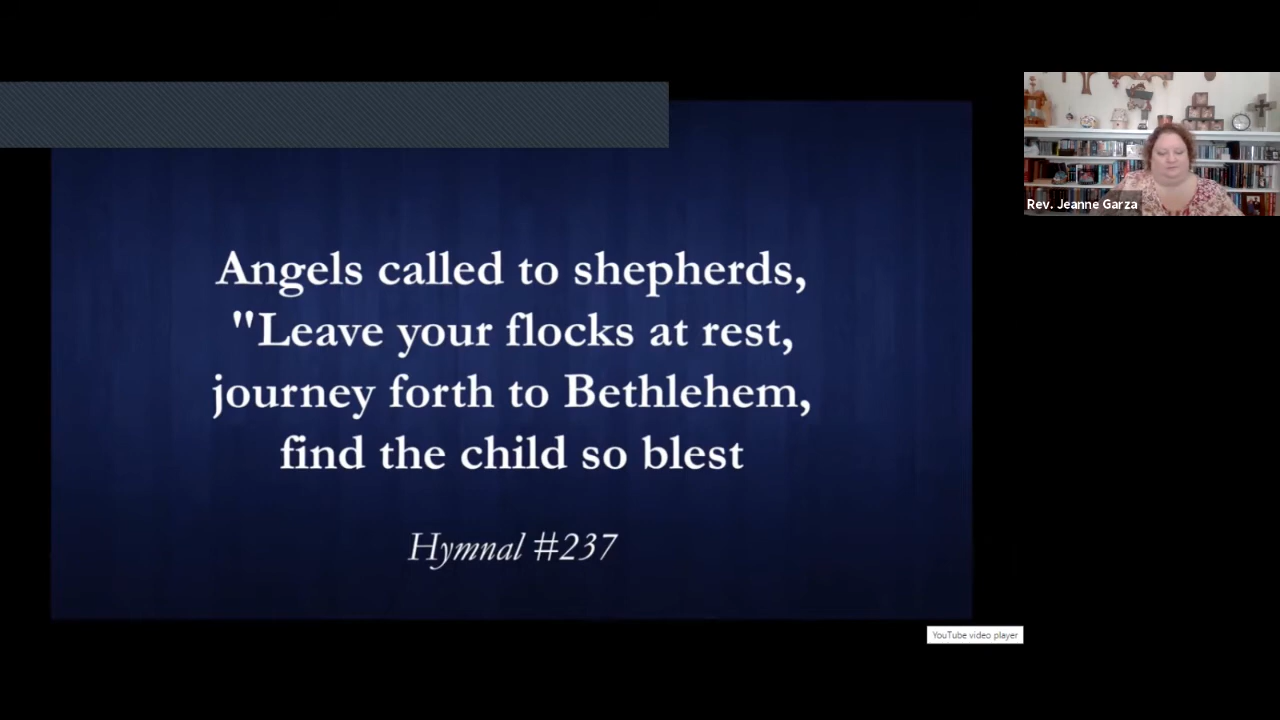 Angels called to shepherds,
"Leave your flocks at rest,
journey forth to Bethlehem,
find the child so blest
Hymnal #237
Rev. Jeanne Garza
YouTube video player